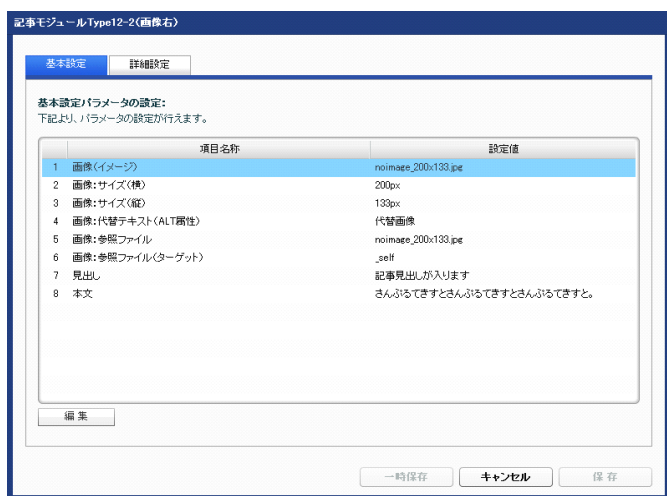 記事モジュールType12-2(画像右)
基本設定 詳細設定
基本設定パラメータの設定:
下記より、パラメータの設定が行えます。
項目名称 設定値
1 画像(イメージ) noimage_200x133.jpg
2 画像:サイズ(横) 200px
3 画像:サイズ(縦) 133px
4 画像:代替テキスト(ALT属性) 代替画像
5 画像:参照ファイル noimage_200x133.jpg
6 画像:参照ファイル(ターゲット) _self
7 見出し 記事見出しが入ります
8 本文 さんぷるてきすとさんぷるてきすとさんぷるてきすと。
編集
一時保存 キャンセル 保存